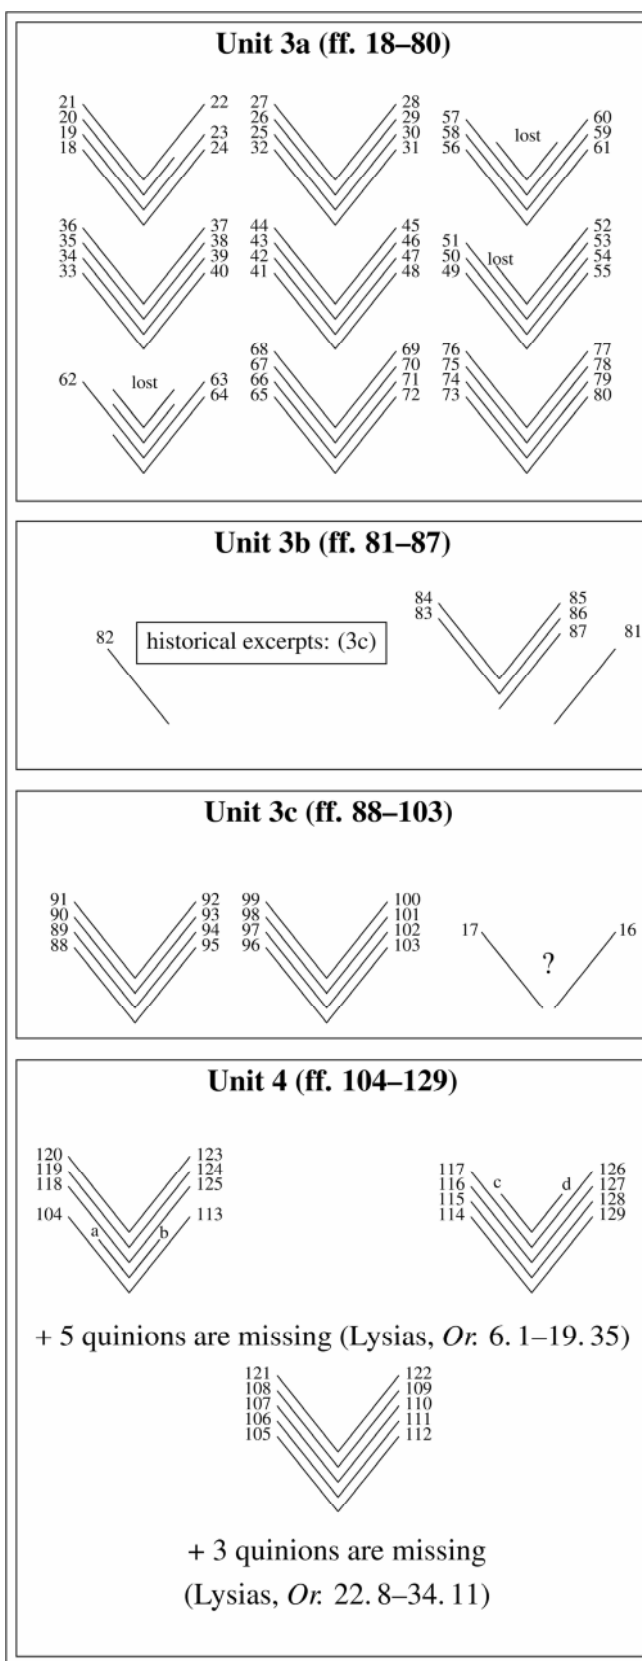 Unit 3a (ff. 18–80)
21 22 27 28 57 60
20 26 29 58 lost 59
19 23 25 30 56 61
18 24 32 31
36 37 44 45 52
35 38 43 46 51 53
34 39 42 47 50 lost 54
33 40 41 48 49 55
68 69 76 77
67 70 75 78
62 lost 63 66 71 74 79
64 65 72 73 80
Unit 3b (ff. 81–87)
84 85
83 86
82 historical excerpts: (3c) 87 81
Unit 3c (ff. 88–103)
91 92 99 100
90 93 98 101
89 94 97 102 17 16
88 95 96 103
?
Unit 4 (ff. 104–129)
120 123
119 124 117 126
118 125 116 c d 127
115 128
104 113 114 129
a b
+ 5 quinions are missing (Lysias, Or. 6. 1–19. 35)
121 122
108 109
107 110
106 111
105 112
+ 3 quinions are missing
(Lysias, Or. 22. 8–34. 11)